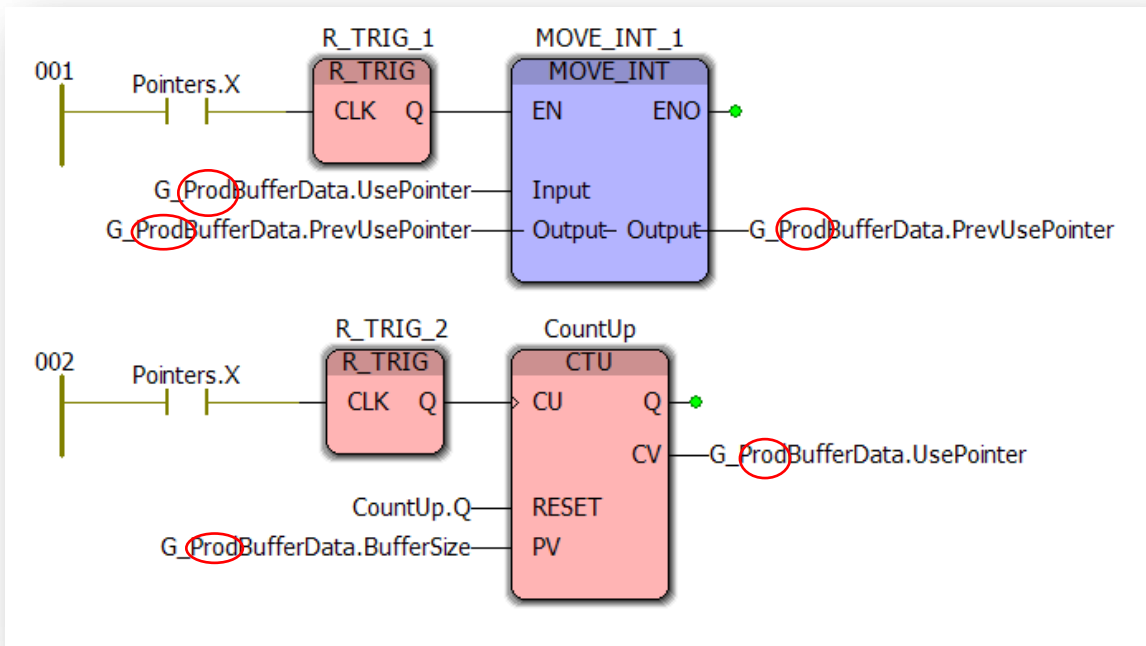 R_TRIG_1 MOVE_INT_1
001 R_TRIG MOVE_INT
Pointers.X
CLK Q EN ENO
G_ProdBufferData.UsePointer Input
G_ProdBufferData.PrevUsePointer Output Output G_ProdBufferData.PrevUsePointer
R_TRIG_2 CountUp
002 R_TRIG CTU
Pointers.X
CLK Q CU Q
CV G_ProdBufferData.UsePointer
CountUp.Q RESET
G_ProdBufferData.BufferSize PV